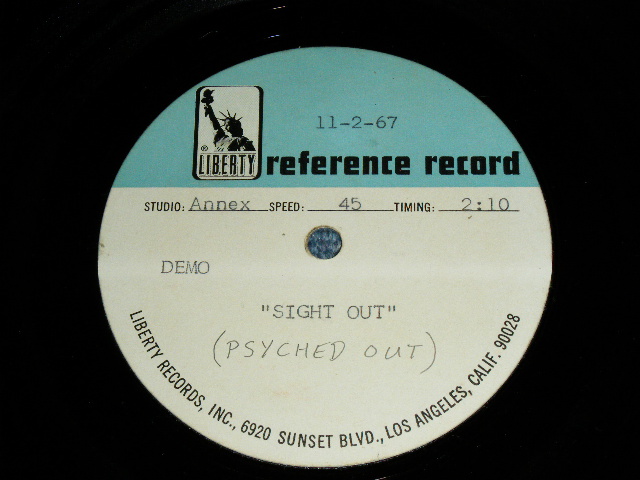 11-2-67
® LIBERTY
reference record
STUDIO: Annex SPEED: 45 TIMING: 2:10
DEMO
"SIGHT OUT"
(PSYCHED OUT)
LIBERTY RECORDS, INC., 6920 SUNSET BLVD., LOS ANGELES, CALIF. 90028